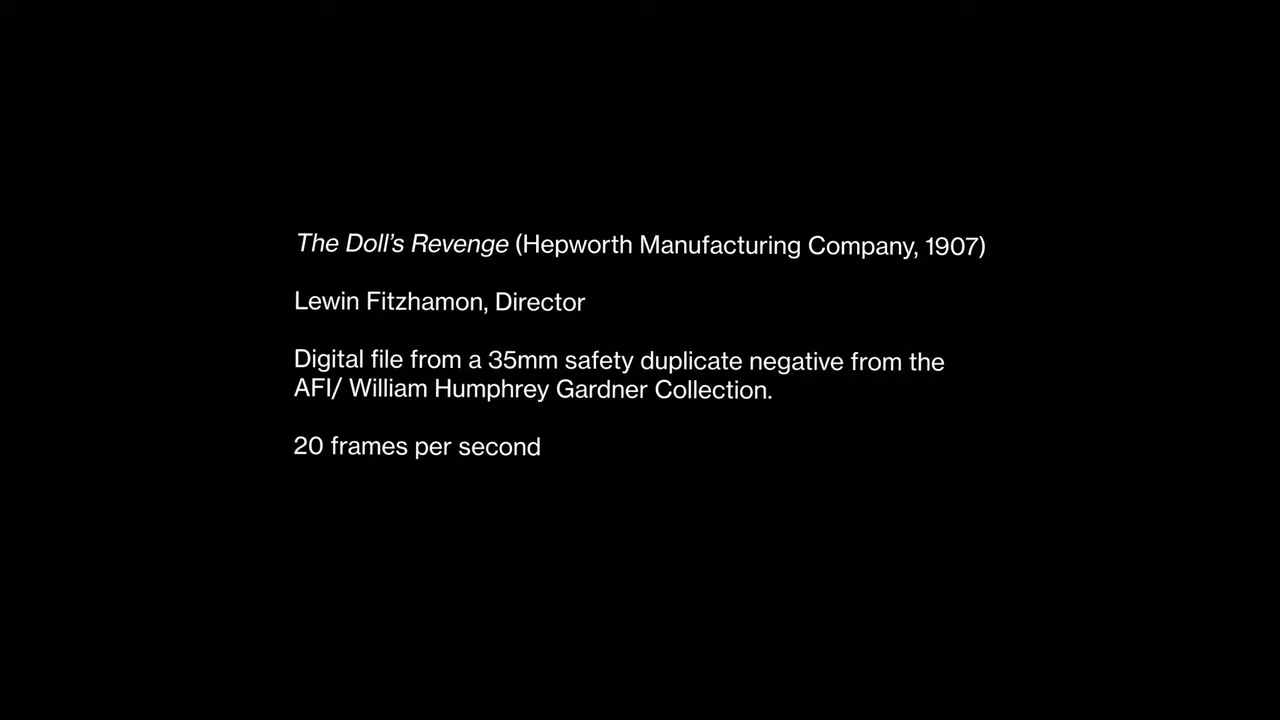 The Doll’s Revenge (Hepworth Manufacturing Company, 1907)
Lewin Fitzhamon, Director
Digital file from a 35mm safety duplicate negative from the
AFI/ William Humphrey Gardner Collection.
20 frames per second